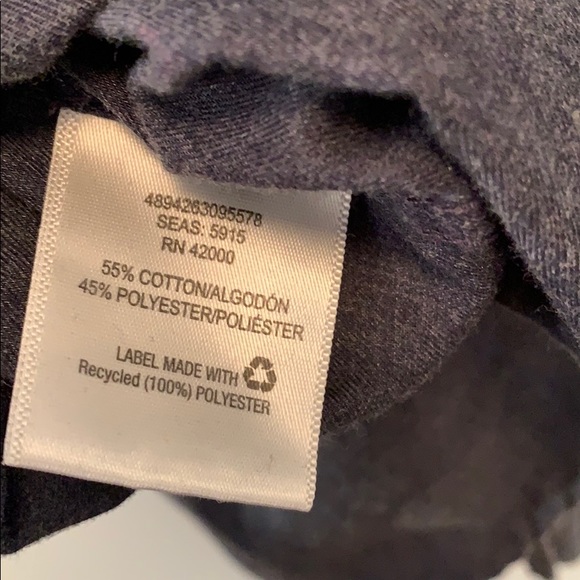 4894263095578
SEAS: 5915
RN 42000
55% COTTON/ALGODÓN
45% POLYESTER/POLIÉSTER
LABEL MADE WITH
Recycled (100%) POLYESTER